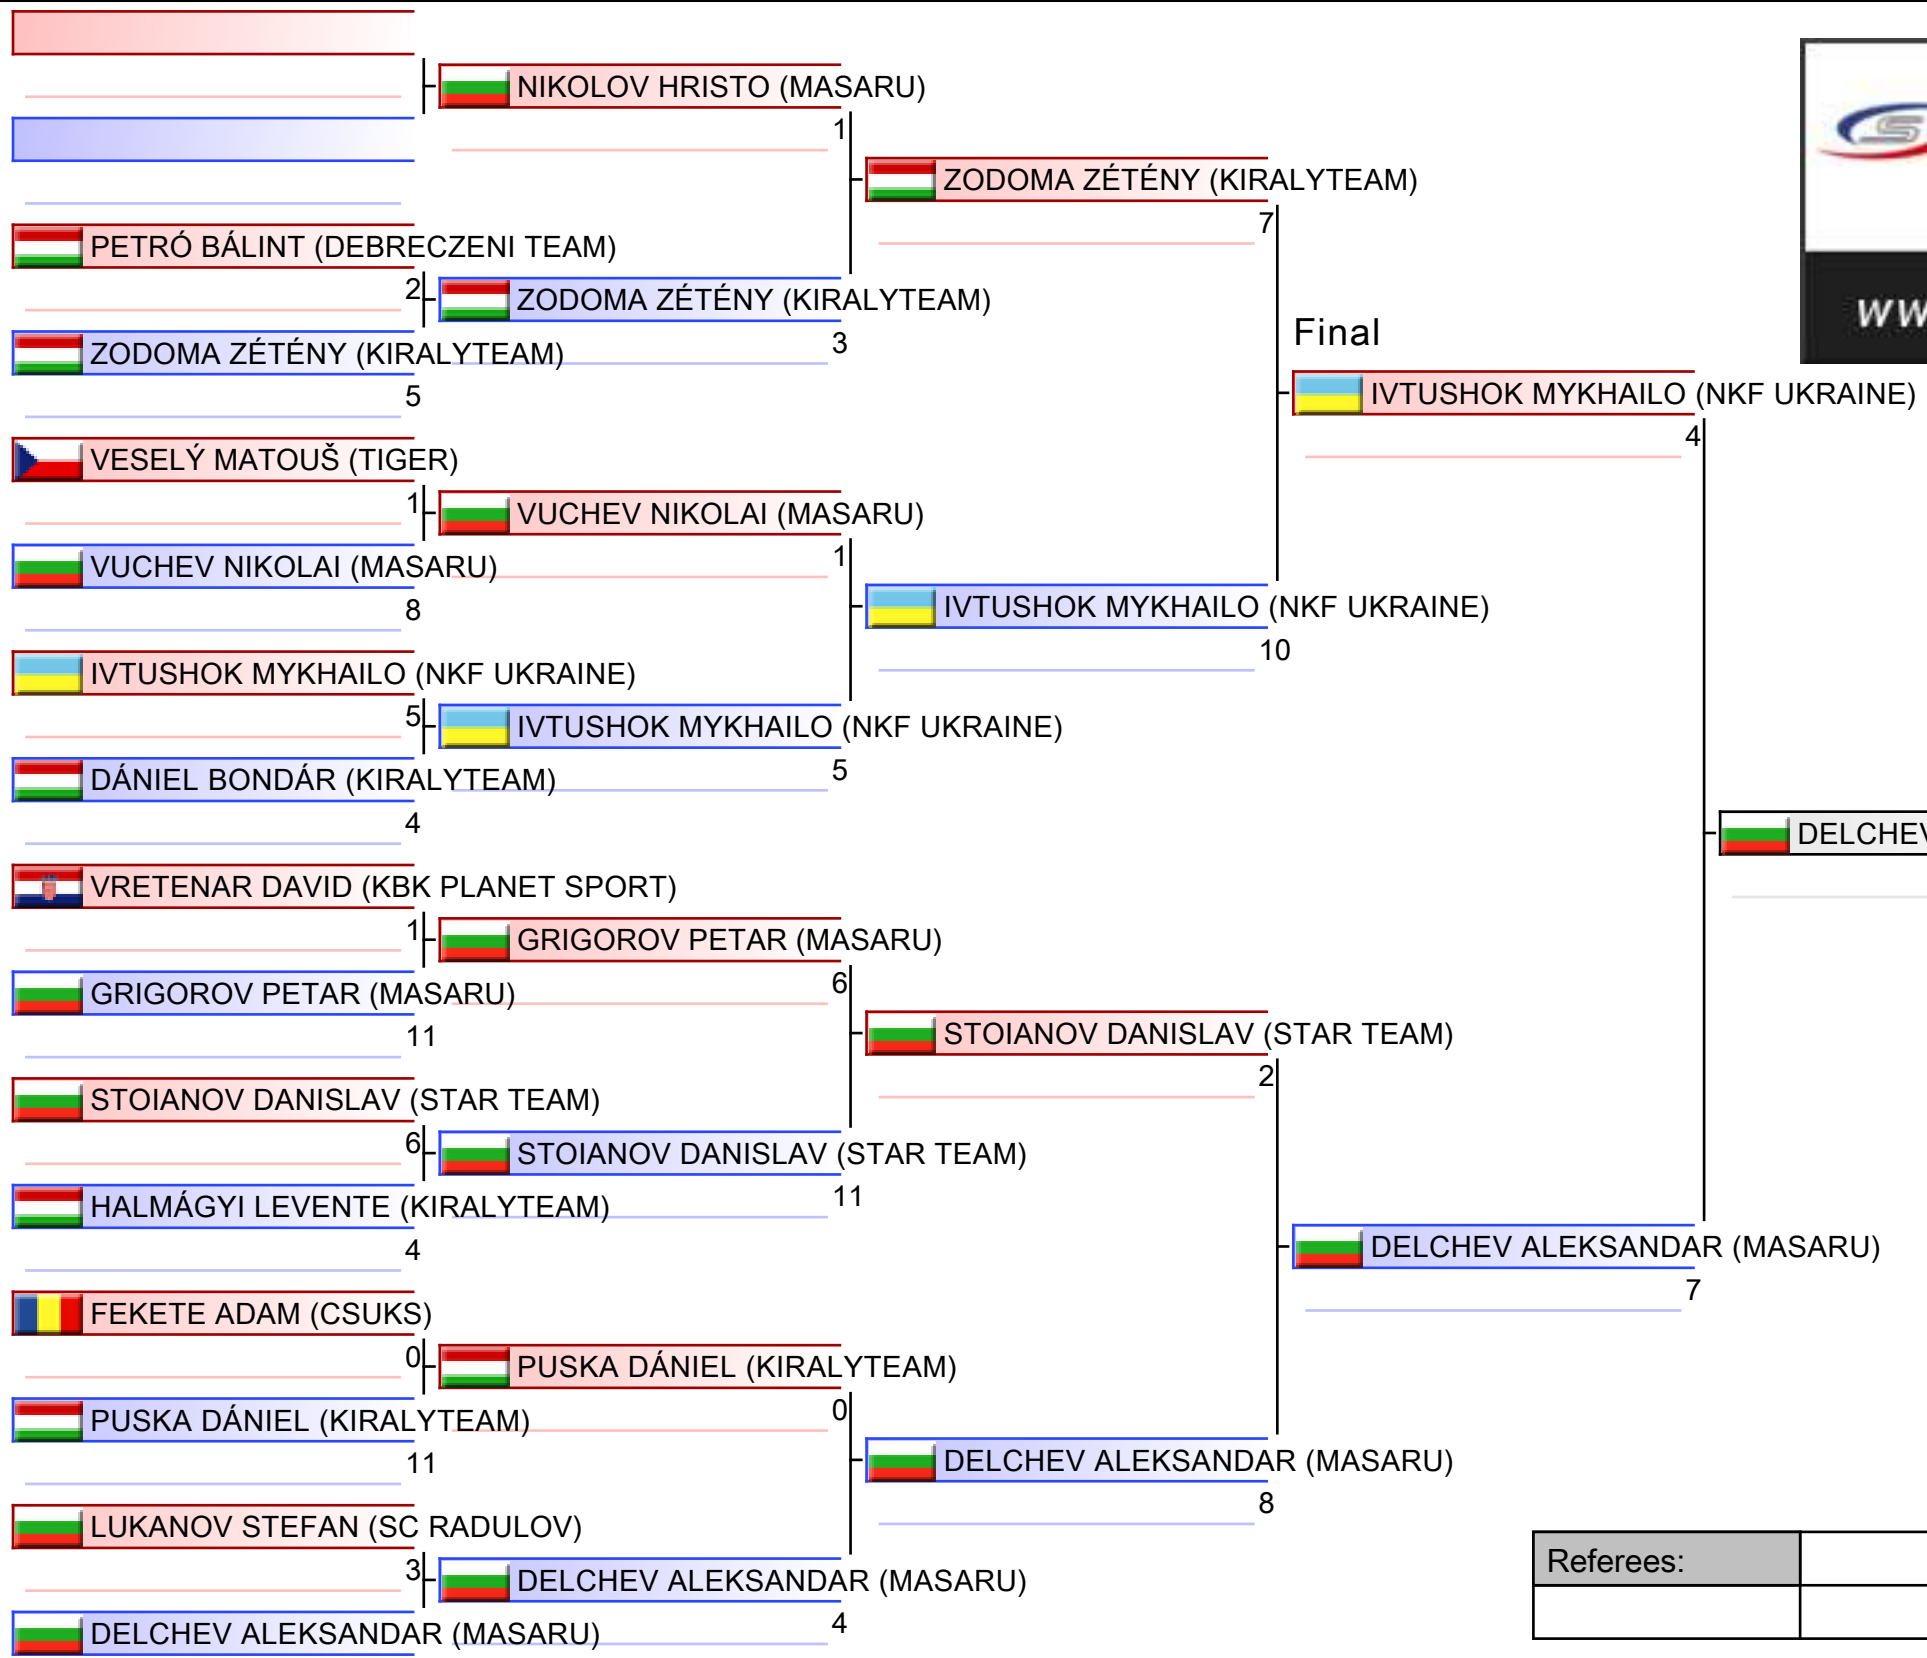 NIKOLOV HRISTO (MASARU)
1
ZODOMA ZÉTÉNY (KIRALYTEAM)
7
PETRÓ BÁLINT (DEBRECZENI TEAM)
2
ZODOMA ZÉTÉNY (KIRALYTEAM)
3
ZODOMA ZÉTÉNY (KIRALYTEAM)
5
Final
IVTUSHOK MYKHAILO (NKF UKRAINE)
4
VESELÝ MATOUŠ (TIGER)
1
VUCHEV NIKOLAI (MASARU)
1
VUCHEV NIKOLAI (MASARU)
8
IVTUSHOK MYKHAILO (NKF UKRAINE)
10
IVTUSHOK MYKHAILO (NKF UKRAINE)
5
IVTUSHOK MYKHAILO (NKF UKRAINE)
5
DÁNIEL BONDÁR (KIRALYTEAM)
4
DELCHEV
VRETENAR DAVID (KBK PLANET SPORT)
1
GRIGOROV PETAR (MASARU)
6
GRIGOROV PETAR (MASARU)
11
STOIANOV DANISLAV (STAR TEAM)
2
STOIANOV DANISLAV (STAR TEAM)
6
STOIANOV DANISLAV (STAR TEAM)
11
HALMÁGYI LEVENTE (KIRALYTEAM)
4
DELCHEV ALEKSANDAR (MASARU)
7
FEKETE ADAM (CSUKS)
0
PUSKA DÁNIEL (KIRALYTEAM)
0
PUSKA DÁNIEL (KIRALYTEAM)
11
DELCHEV ALEKSANDAR (MASARU)
8
LUKANOV STEFAN (SC RADULOV)
3
DELCHEV ALEKSANDAR (MASARU)
4
DELCHEV ALEKSANDAR (MASARU)
Referees: